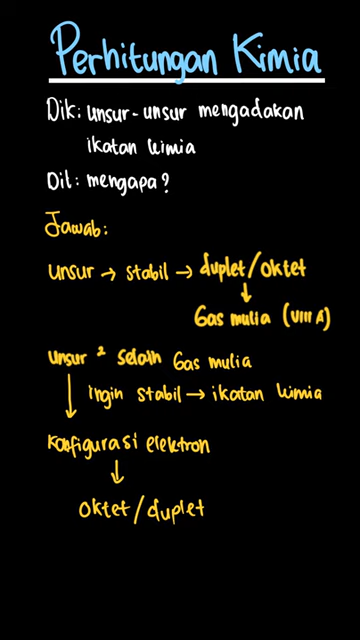 Perhitungan Kimia
Dik: unsur-unsur mengadakan
ikatan kimia
Dit: mengapa?
Jawab:
unsur → stabil → duplet/oktet
↓
Gas mulia (VIII A)
unsur² selain Gas mulia
↓ ingin stabil → ikatan kimia
Konfigurasi elektron
↓
oktet/duplet